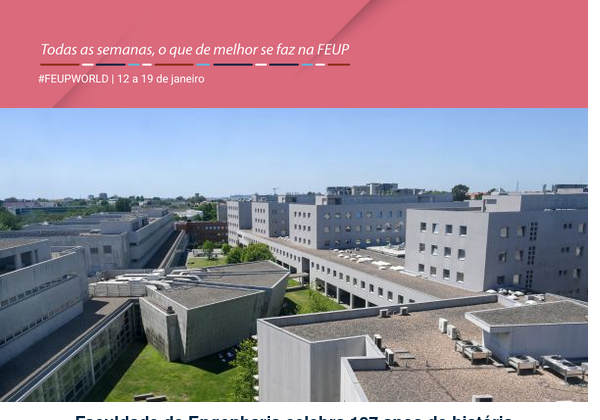 Todas as semanas, o que de melhor se faz na FEUP
#FEUPWORLD | 12 a 19 de janeiro
Faculdade de Engenharia celebra 187 anos de história